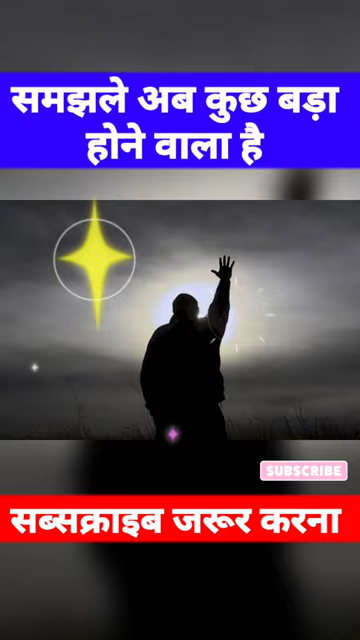 समझले अब कुछ बड़ा
होने वाला है
SUBSCRIBE
सब्सक्राइब जरूर करना